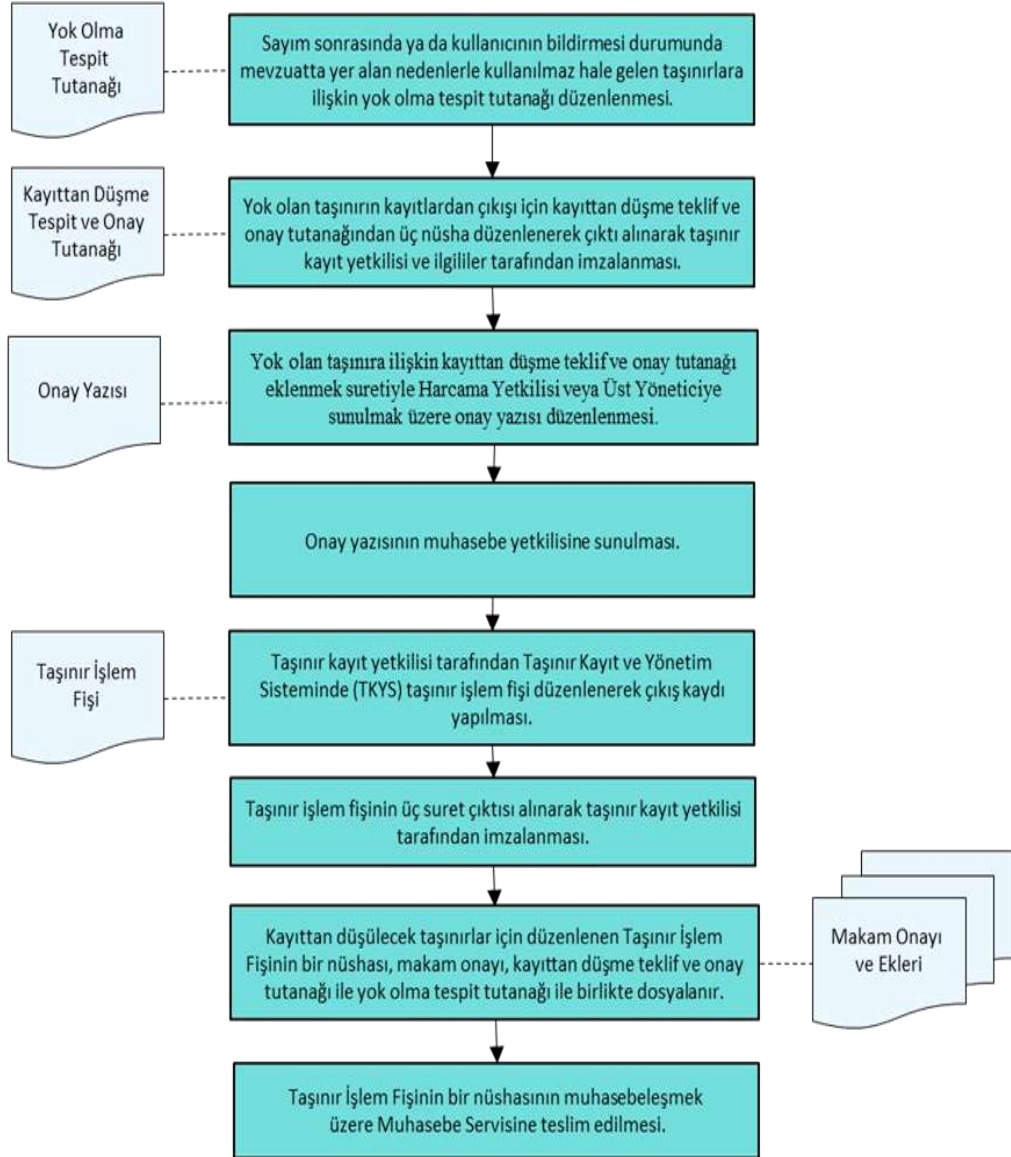 Yok Olma
Tespit
Tutanağı
Sayım sonrasında ya da kullanıcının bildirmesi durumunda
mevzuatta yer alan nedenlerle kullanılmaz hale gelen taşınırlara
ilişkin yok olma tespit tutanağı düzenlenmesi.
Kayıttan Düşme
Tespit ve Onay
Tutanağı
Yok olan taşınırın kayıtlardan çıkışı için kayıttan düşme teklif ve
onay tutanağından üç nüsha düzenlenerek çıktı alınarak taşınır
kayıt yetkilisi ve ilgililer tarafından imzalanması.
Onay Yazısı
Yok olan taşınıra ilişkin kayıttan düşme teklif ve onay tutanağı
eklenmek suretiyle Harcama Yetkilisi veya Üst Yöneticiye
sunulmak üzere onay yazısı düzenlenmesi.
Onay yazısının muhasebe yetkilisine sunulması.
Taşınır İşlem
Fişi
Taşınır kayıt yetkilisi tarafından Taşınır Kayıt ve Yönetim
Sisteminde (TKYS) taşınır işlem fişi düzenlenerek çıkış kaydı
yapılması.
Taşınır işlem fişinin üç suret çıktısı alınarak taşınır kayıt yetkilisi
tarafından imzalanması.
Kayıttan düşülecek taşınırlar için düzenlenen Taşınır İşlem
Fişinin bir nüshası, makam onayı, kayıttan düşme teklif ve onay
tutanağı ile yok olma tespit tutanağı ile birlikte dosyalanır.
Makam Onayı
ve Ekleri
Taşınır İşlem Fişinin bir nüshasının muhasebeleşmek
üzere Muhasebe Servisine teslim edilmesi.